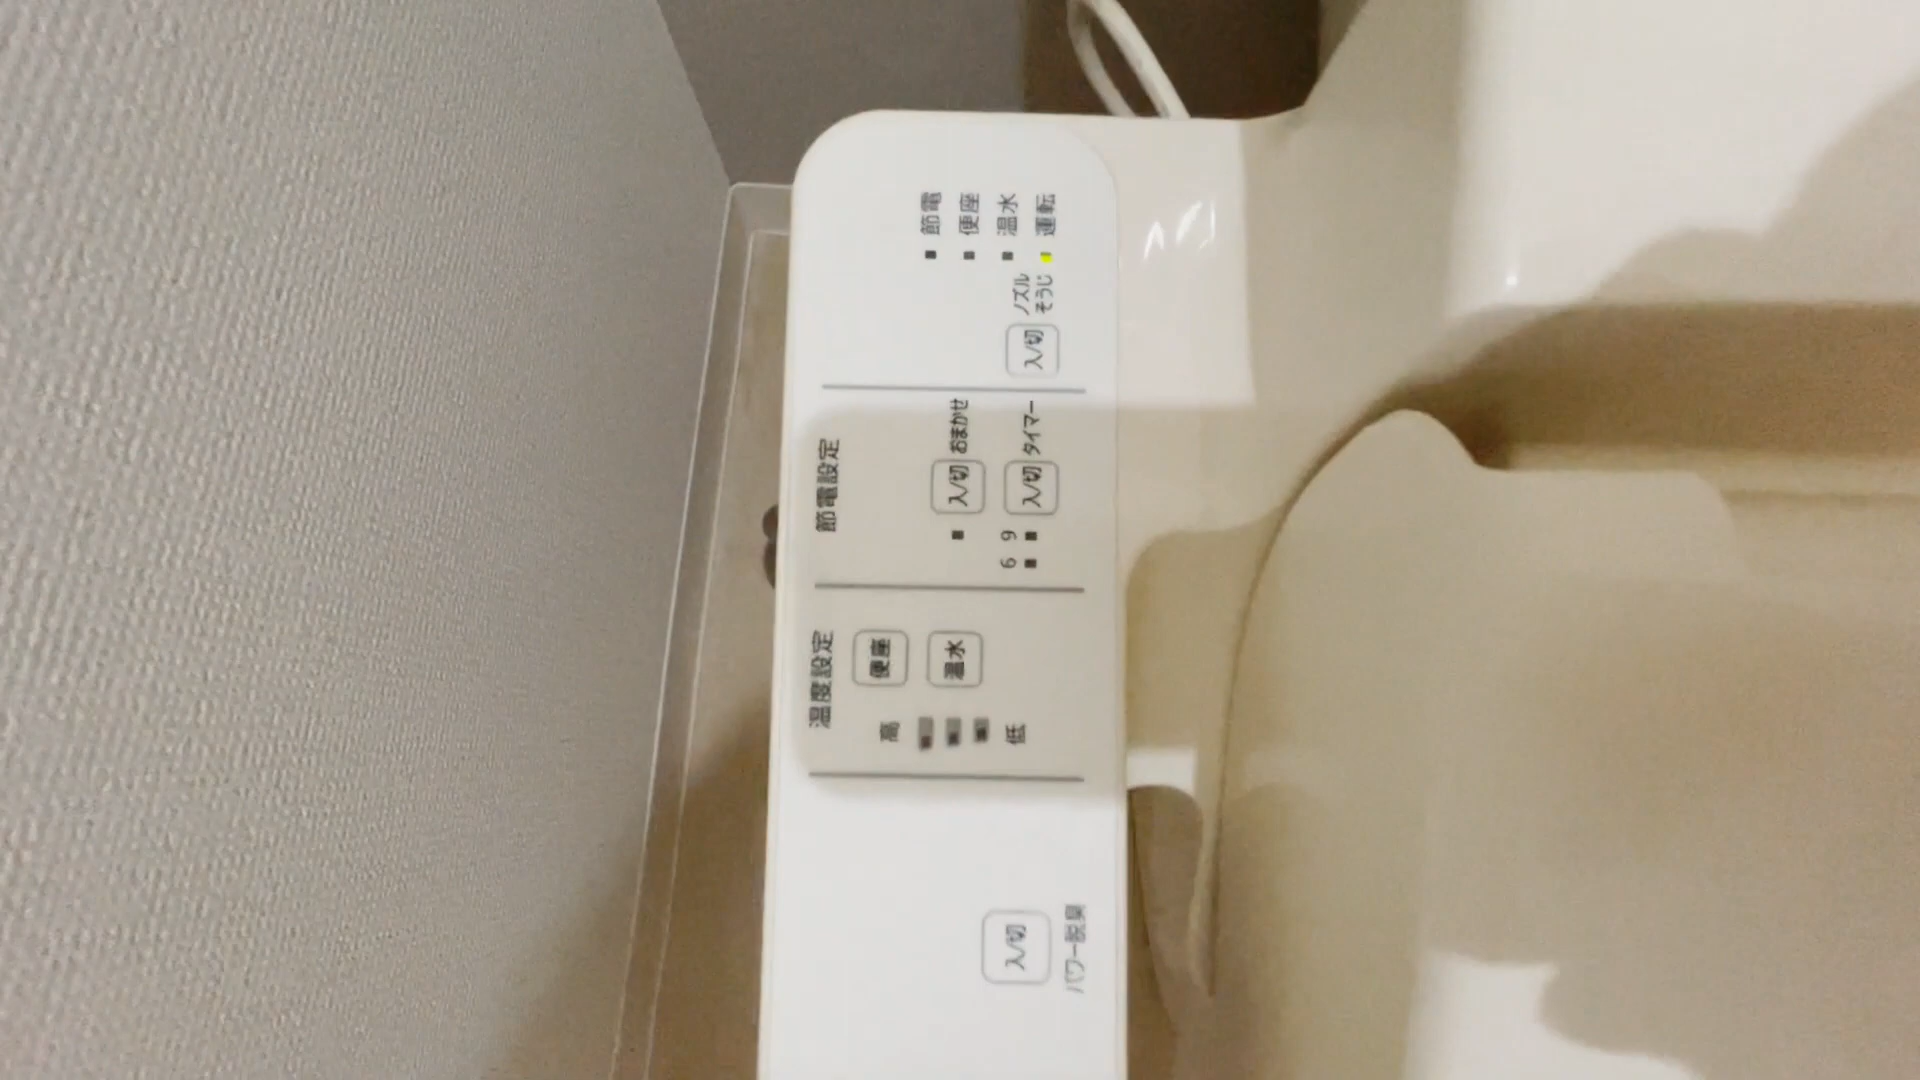 節電
便座
温水
運転
ノズル
そうじ
入/切
節電設定
入/切
おまかせ
入/切
タイマー
6 9
温度設定
便座
温水
高
低
入/切
パワー脱臭